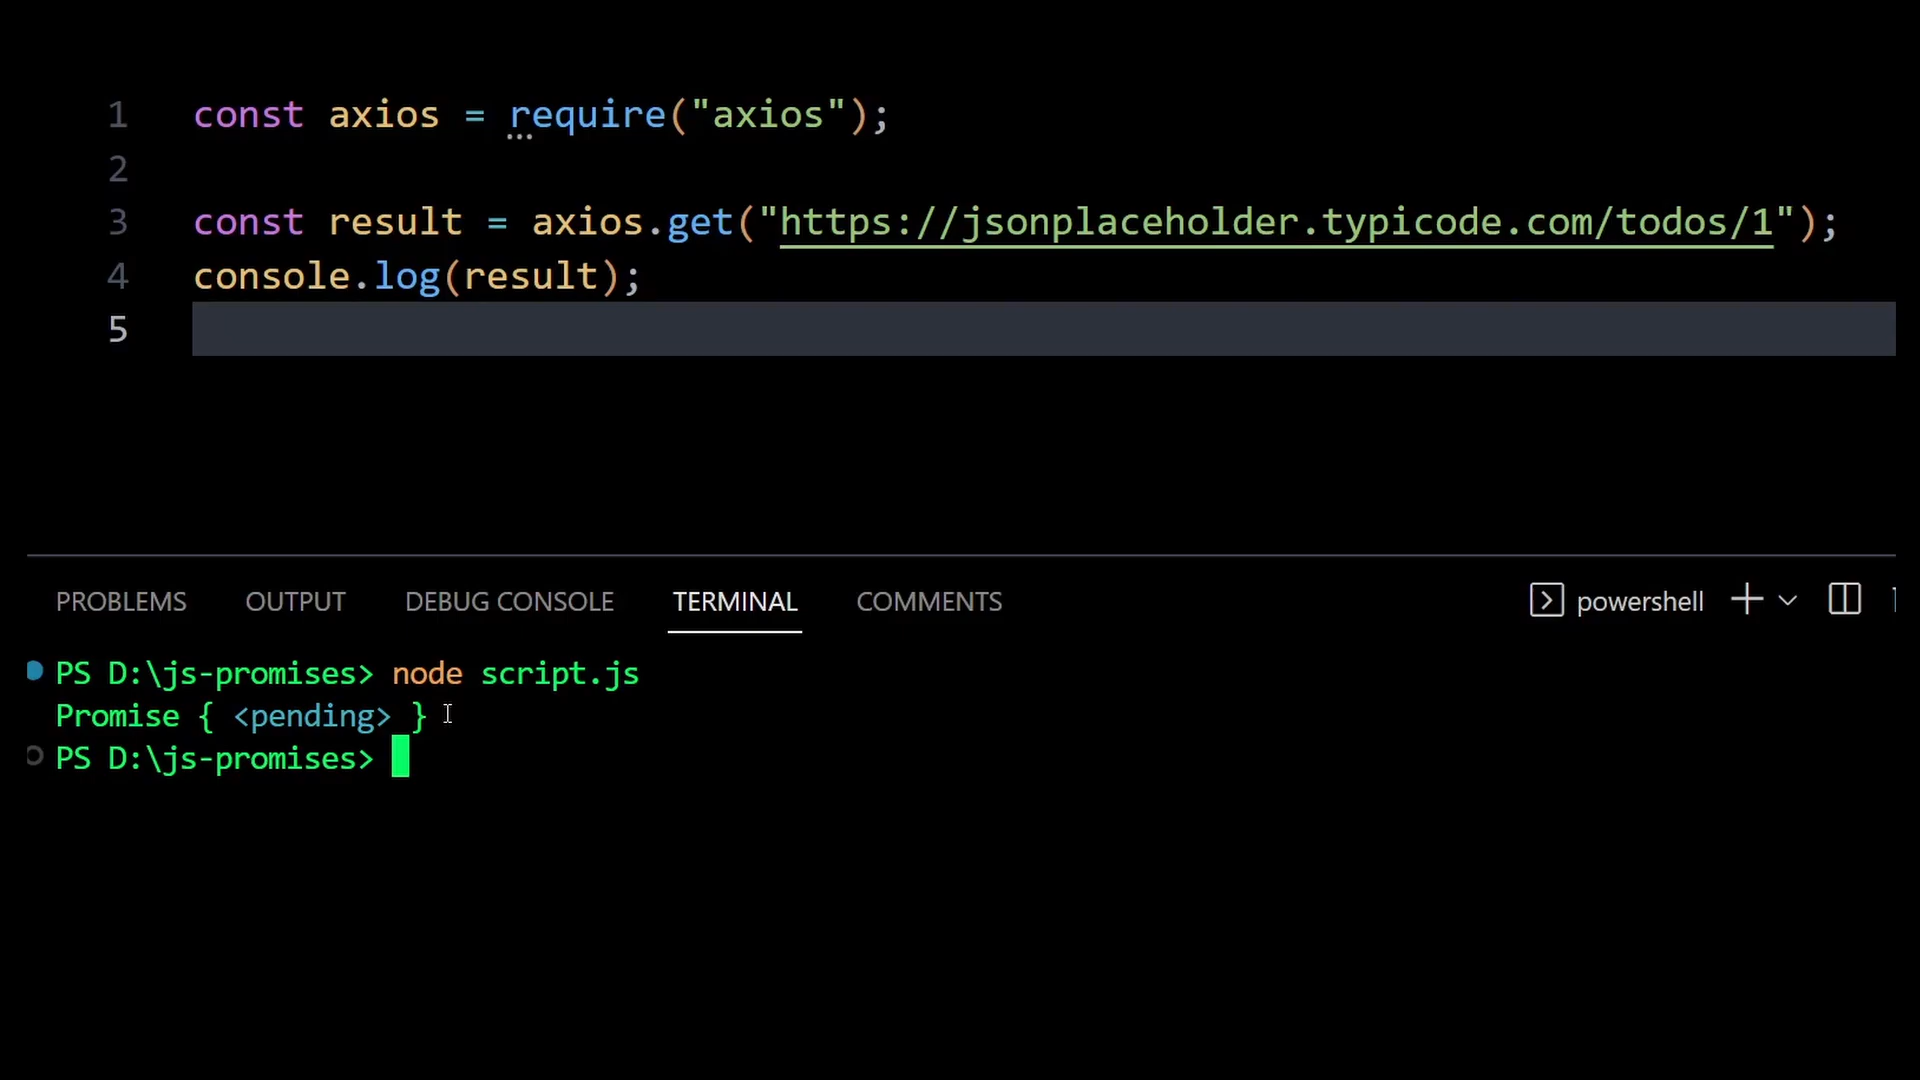 1 const axios = require("axios");
2
3 const result = axios.get("https://jsonplaceholder.typicode.com/todos/1");
4 console.log(result);
5
PROBLEMS OUTPUT DEBUG CONSOLE TERMINAL COMMENTS powershell
PS D:\js-promises> node script.js
Promise { <pending> }
PS D:\js-promises>